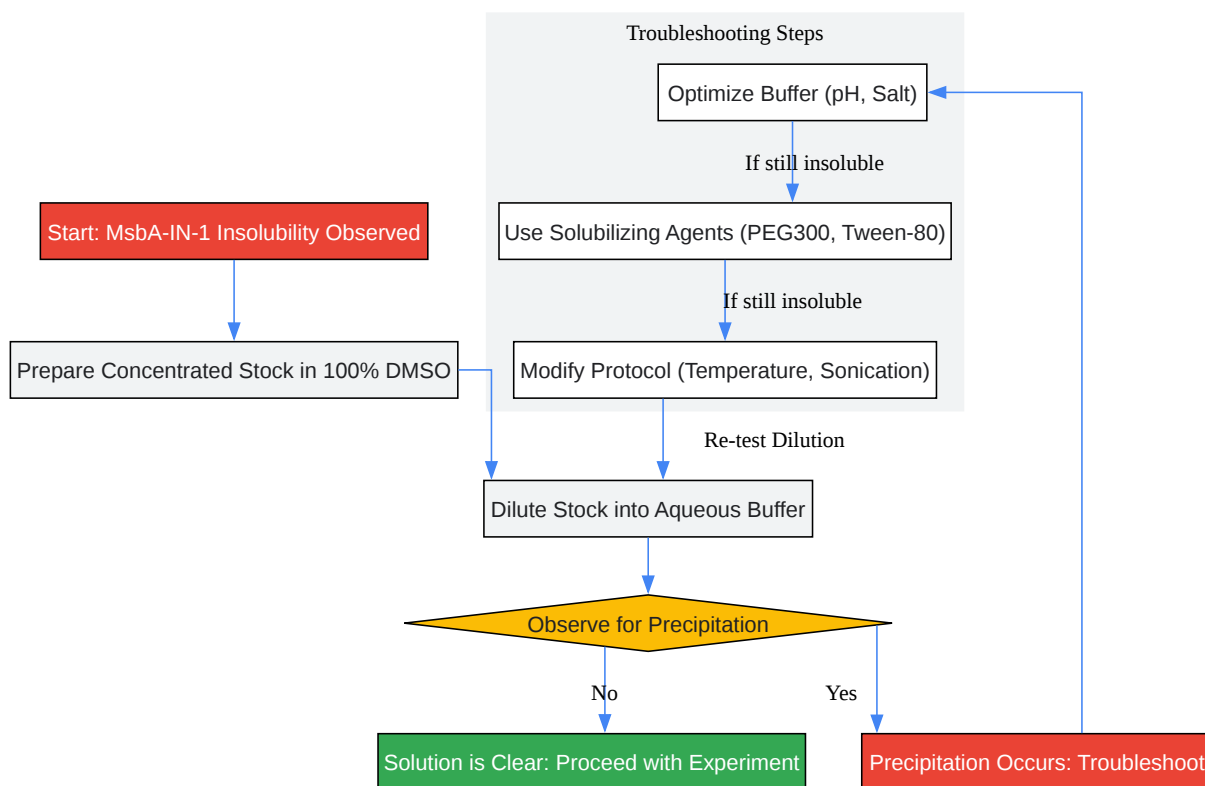 Troubleshooting Steps
Optimize Buffer (pH, Salt)
If still insoluble
Start: MsbA-IN-1 Insolubility Observed
Use Solubilizing Agents (PEG300, Tween-80)
If still insoluble
Prepare Concentrated Stock in 100% DMSO
Modify Protocol (Temperature, Sonication)
Re-test Dilution
Dilute Stock into Aqueous Buffer
Observe for Precipitation
No
Yes
Solution is Clear: Proceed with Experiment
Precipitation Occurs: Troubleshoot